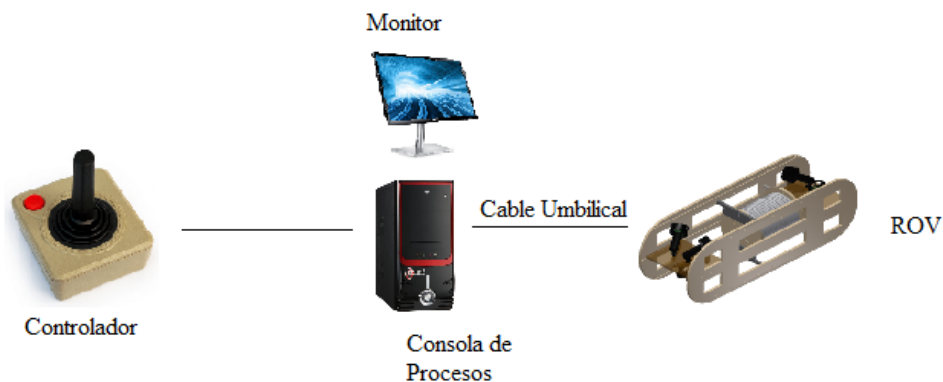 Monitor
Cable Umbilical
ROV
Controlador
Consola de
Procesos